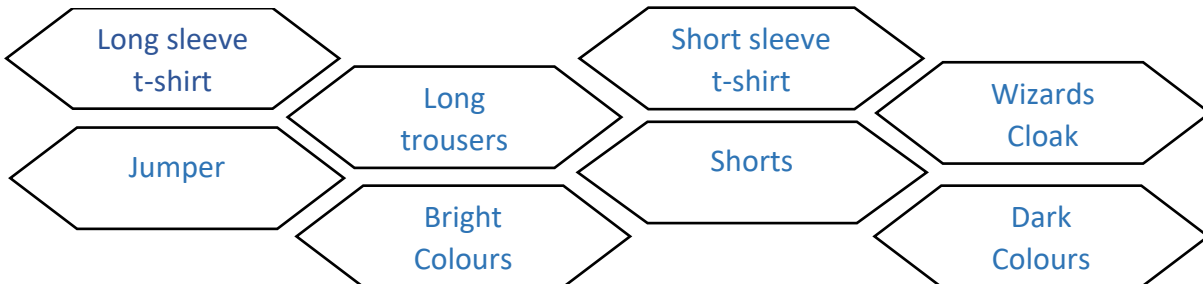 Long sleeve
t-shirt
Short sleeve
t-shirt
Long
trousers
Wizards
Cloak
Jumper
Shorts
Bright
Colours
Dark
Colours